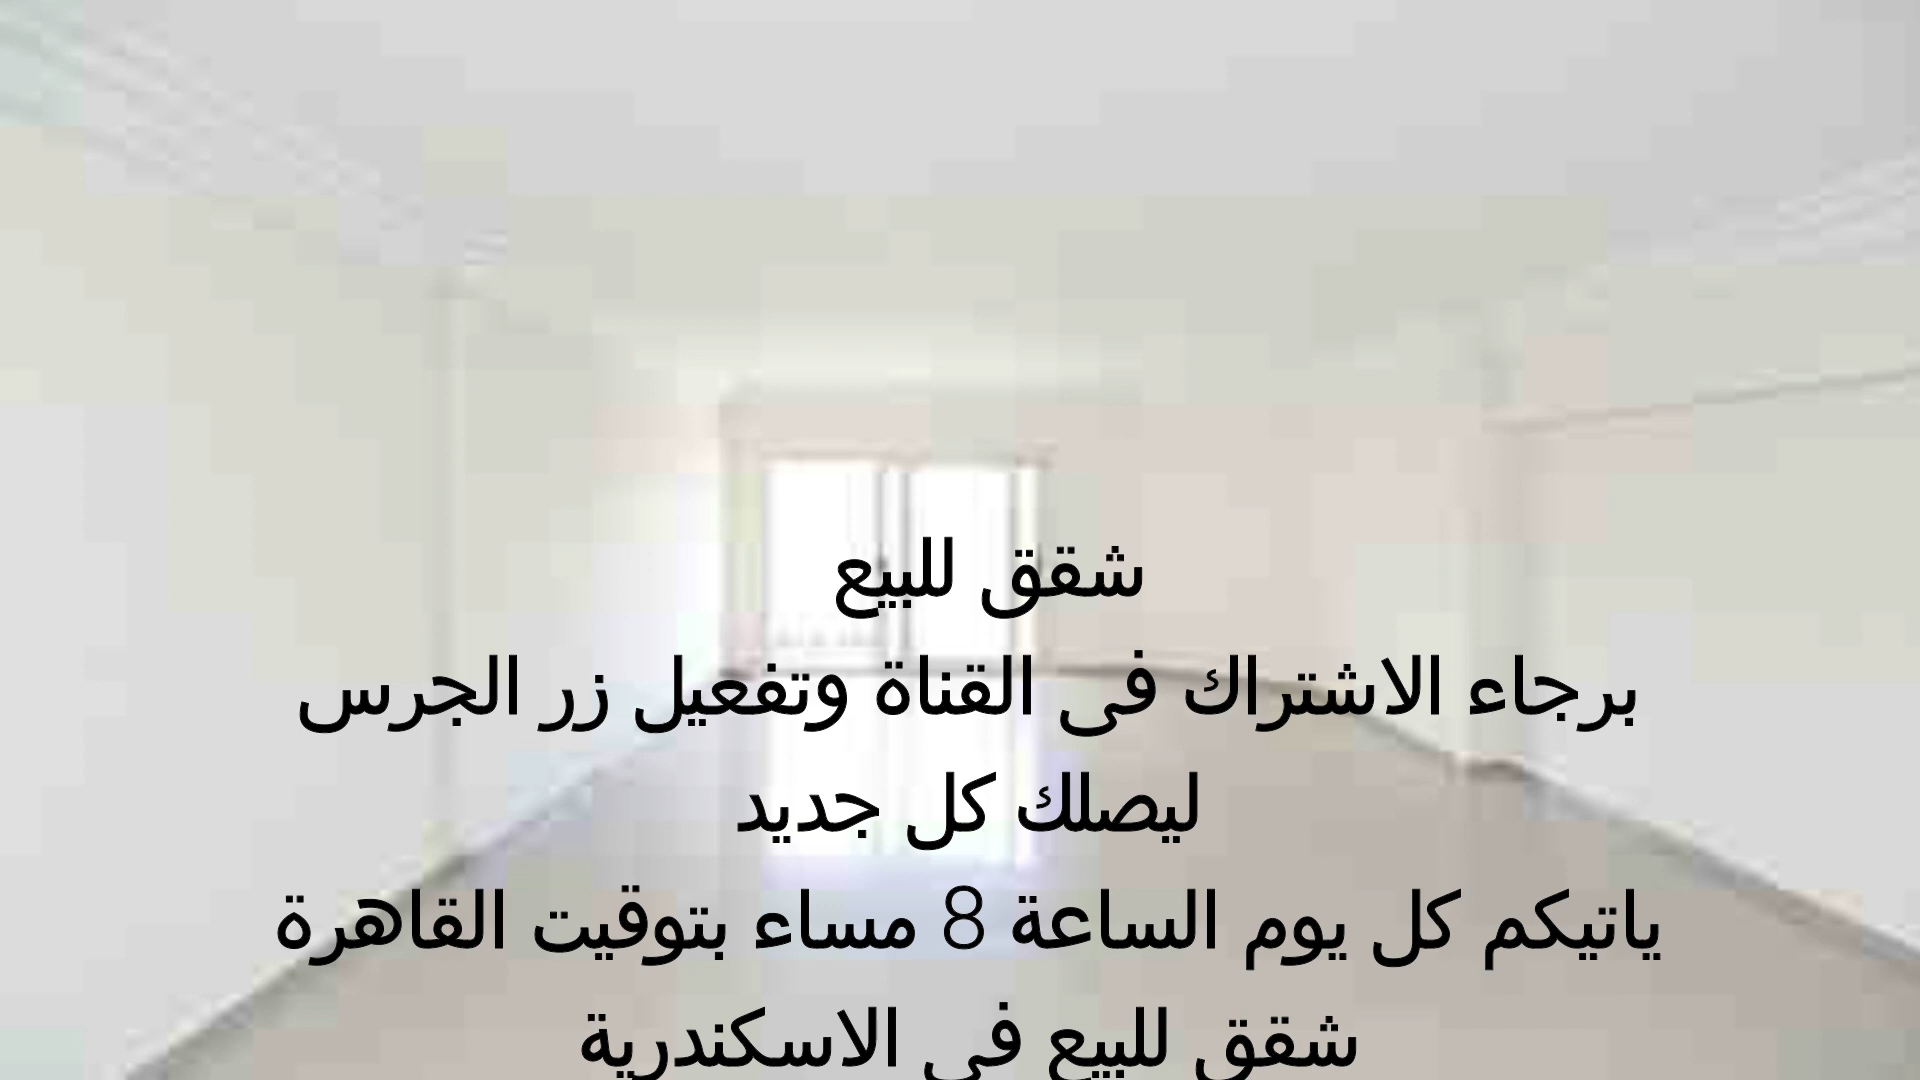 شقق للبيع
برجاء الاشتراك فى القناة وتفعيل زر الجرس
ليصلك كل جديد
ياتيكم كل يوم الساعة 8 مساء بتوقيت القاهرة
شقق للبيع فى الاسكندرية